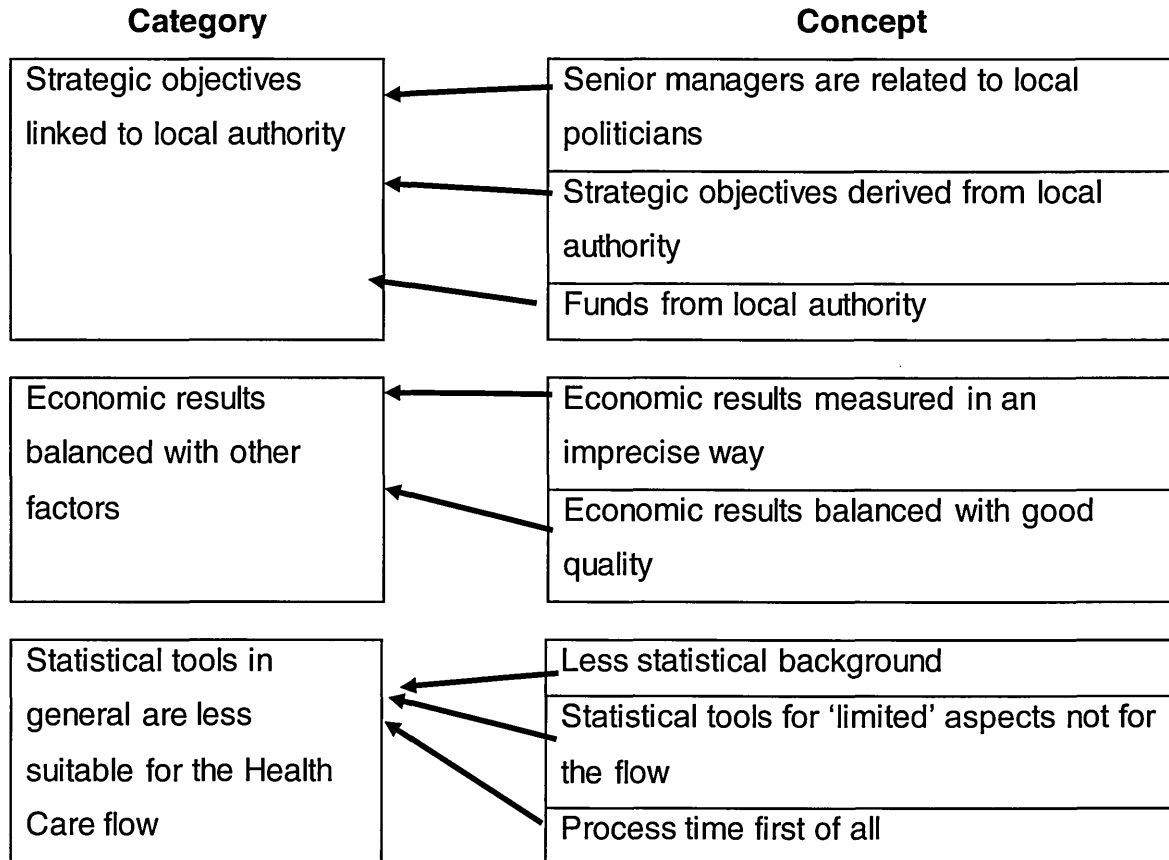 Category
Concept
Strategic objectives
linked to local authority
Senior managers are related to local
politicians
Strategic objectives derived from local
authority
Funds from local authority
Economic results
balanced with other
factors
Economic results measured in an
imprecise way
Economic results balanced with good
quality
Statistical tools in
general are less
suitable for the Health
Care flow
Less statistical background
Statistical tools for ‘limited’ aspects not for
the flow
Process time first of all